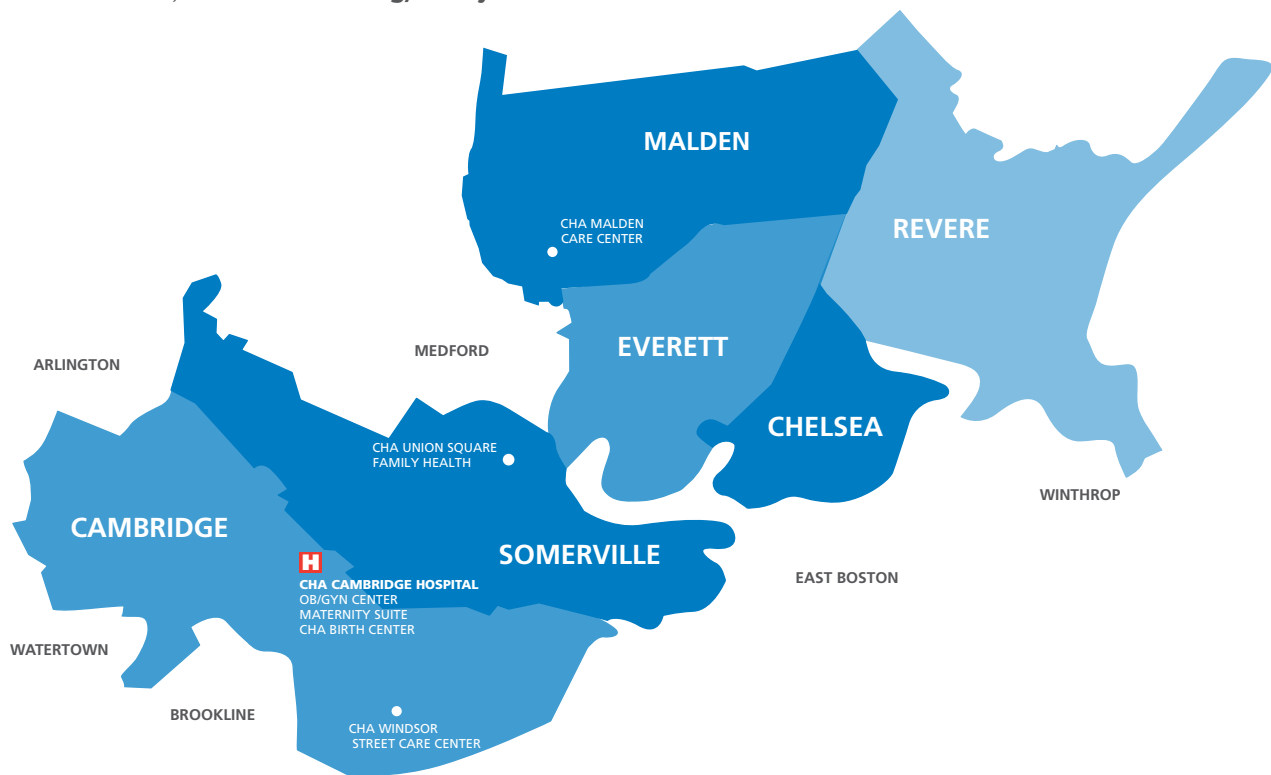 MALDEN
CHA MALDEN
CARE CENTER
REVERE
EVERETT
MEDFORD
ARLINGTON
CHELSEA
CHA UNION SQUARE
FAMILY HEALTH
WINTHROP
CAMBRIDGE
SOMERVILLE
H
CHA CAMBRIDGE HOSPITAL
OB/GYN CENTER
MATERNITY SUITE
CHA BIRTH CENTER
EAST BOSTON
WATERTOWN
BROOKLINE
CHA WINDSOR
STREET CARE CENTER